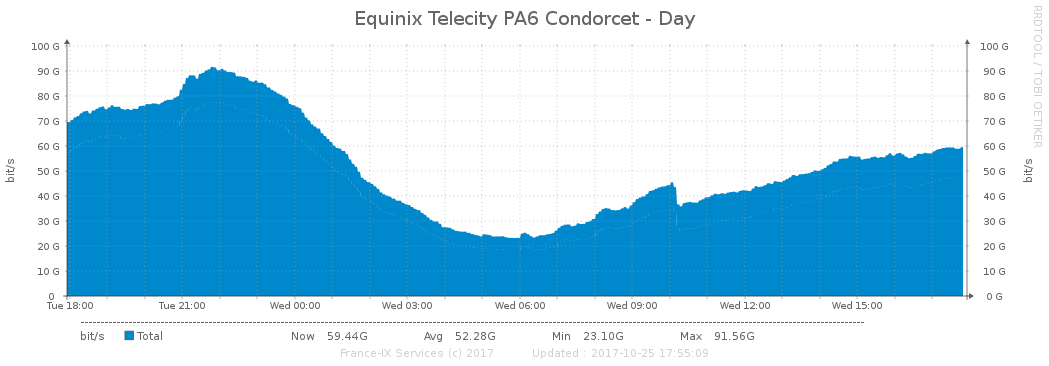 Equinix Telecity PA6 Condorcet - Day
RRDTOOL / TOBI OETIKER
bit/s
bit/s
100 G 100 G
90 G 90 G
80 G 80 G
70 G 70 G
60 G 60 G
50 G 50 G
40 G 40 G
30 G 30 G
20 G 20 G
10 G 10 G
0 0 G
Tue 18:00 Tue 21:00 Wed 00:00 Wed 03:00 Wed 06:00 Wed 09:00 Wed 12:00 Wed 15:00
bit/s Total Now 59.44G Avg 52.28G Min 23.10G Max 91.56G
France-IX Services (c) 2017 Updated : 2017-10-25 17:55:09